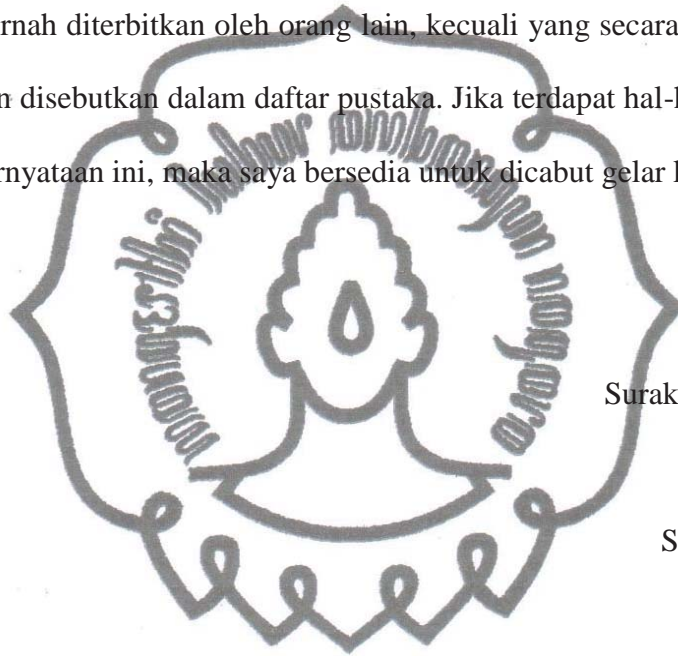 rnah diterbitkan oleh orang lain, kecuali yang secara
n disebutkan dalam daftar pustaka. Jika terdapat hal-
rnyataan ini, maka saya bersedia untuk dicabut gelar
Surak
S